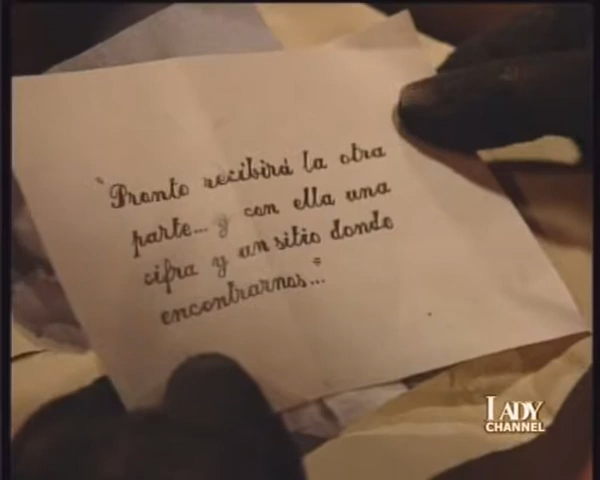 "Pronto recibirá la otra
parte... y con ella una
cifra y un sitio donde
encontrarnos..."
LADY
CHANNEL